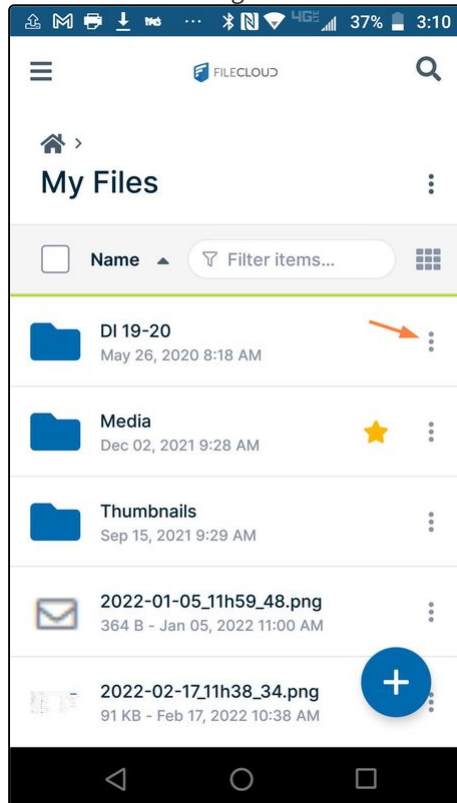 4GE 37% 3:10
FILECLOUD
My Files
Name Filter items...
DI 19-20
May 26, 2020 8:18 AM
Media
Dec 02, 2021 9:28 AM
Thumbnails
Sep 15, 2021 9:29 AM
2022-01-05_11h59_48.png
364 B - Jan 05, 2022 11:00 AM
2022-02-17_11h38_34.png
91 KB - Feb 17, 2022 10:38 AM